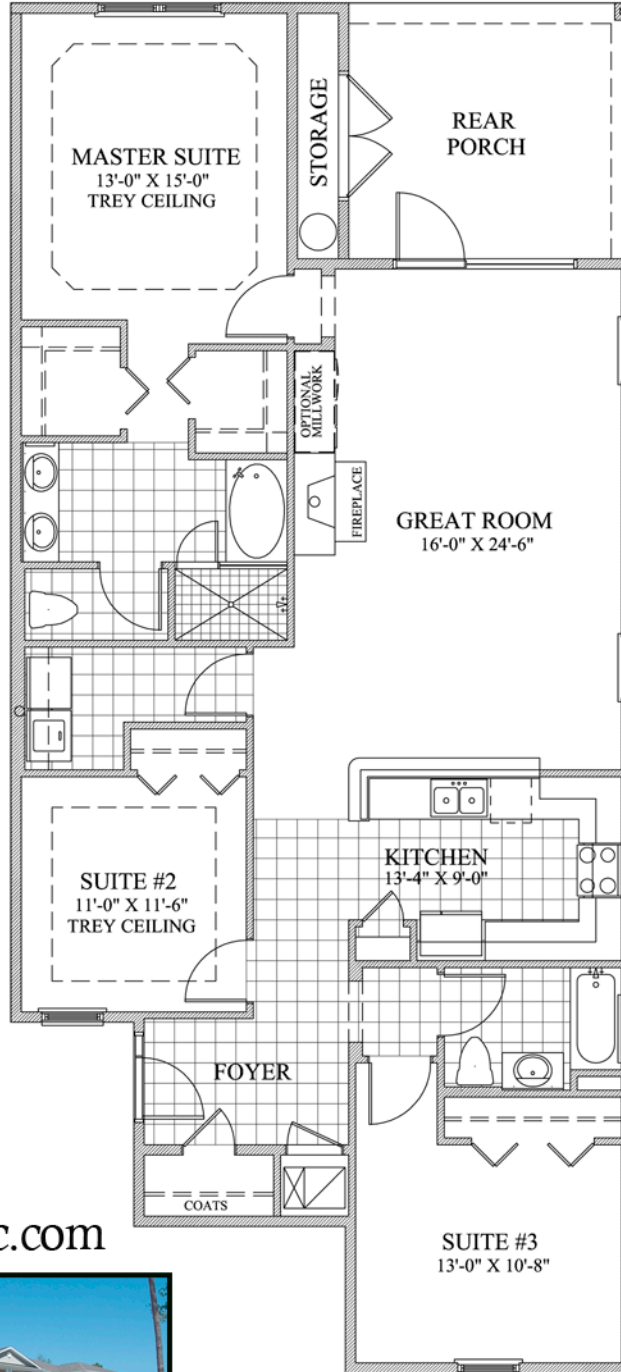 MASTER SUITE
13'-0" X 15'-0"
TREY CEILING
STORAGE
REAR
PORCH
OPTIONAL
MILLWORK
FIREPLACE
GREAT ROOM
16'-0" X 24'-6"
KITCHEN
13'-4" X 9'-0"
SUITE #2
11'-0" X 11'-6"
TREY CEILING
FOYER
COATS
c.com
SUITE #3
13'-0" X 10'-8"